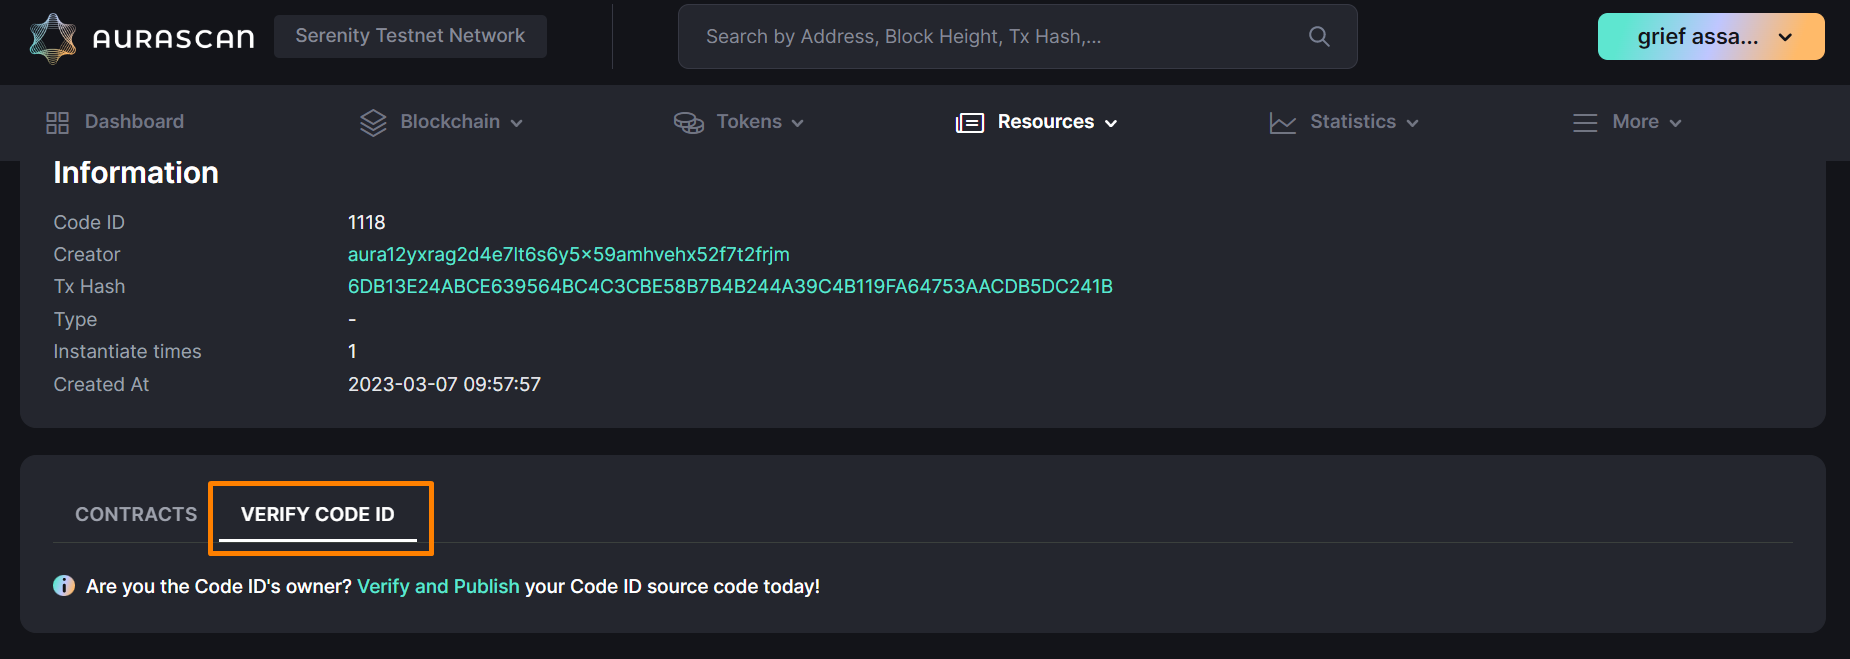 AURASCAN Serenity Testnet Network Search by Address, Block Height, Tx Hash,... grief assa...
Dashboard Blockchain Tokens Resources Statistics More
Information
Code ID 1118
Creator aura12yxrag2d4e7lt6s6y5x59amhvehx52f7t2frjm
Tx Hash 6DB13E24ABCE639564BC4C3CBE58B7B4B244A39C4B119FA64753AACDB5DC241B
Type -
Instantiate times 1
Created At 2023-03-07 09:57:57
CONTRACTS VERIFY CODE ID
Are you the Code ID's owner? Verify and Publish your Code ID source code today!